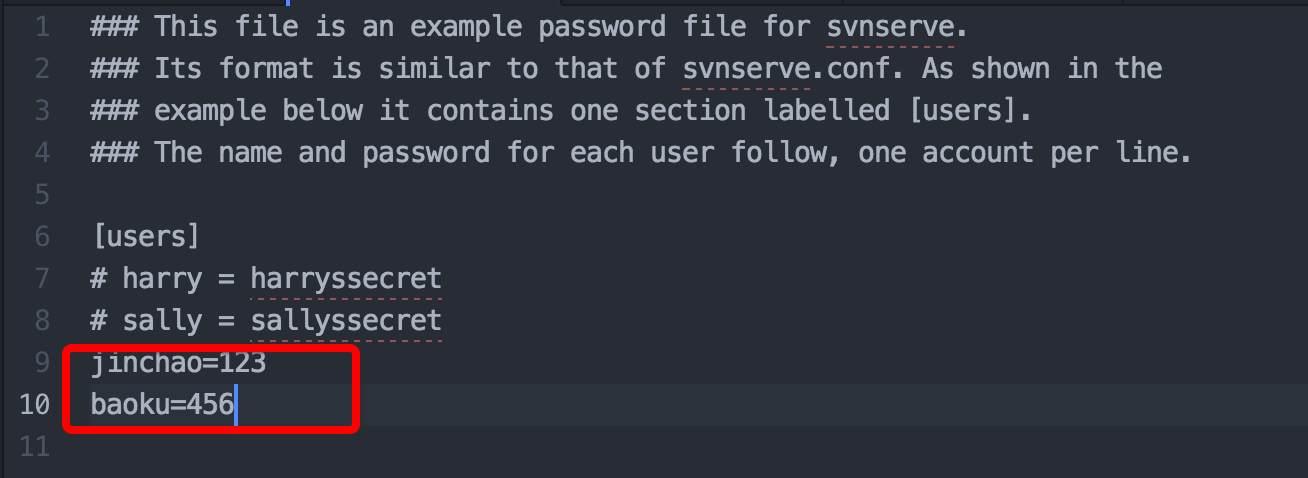 1 ### This file is an example password file for svnserve.
2 ### Its format is similar to that of svnserve.conf. As shown in the
3 ### example below it contains one section labelled [users].
4 ### The name and password for each user follow, one account per line.
5
6 [users]
7 # harry = harryssecret
8 # sally = sallyssecret
9 jinchao=123
10 baoku=456
11